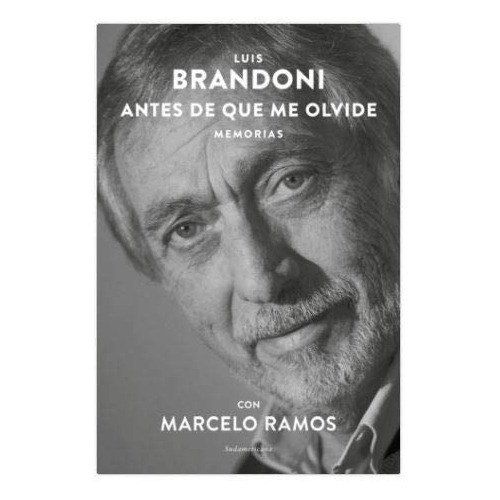 LUIS
BRANDONI
ANTES DE QUE ME OLVIDE
MEMORIAS
CON
MARCELO RAMOS
Sudamericana